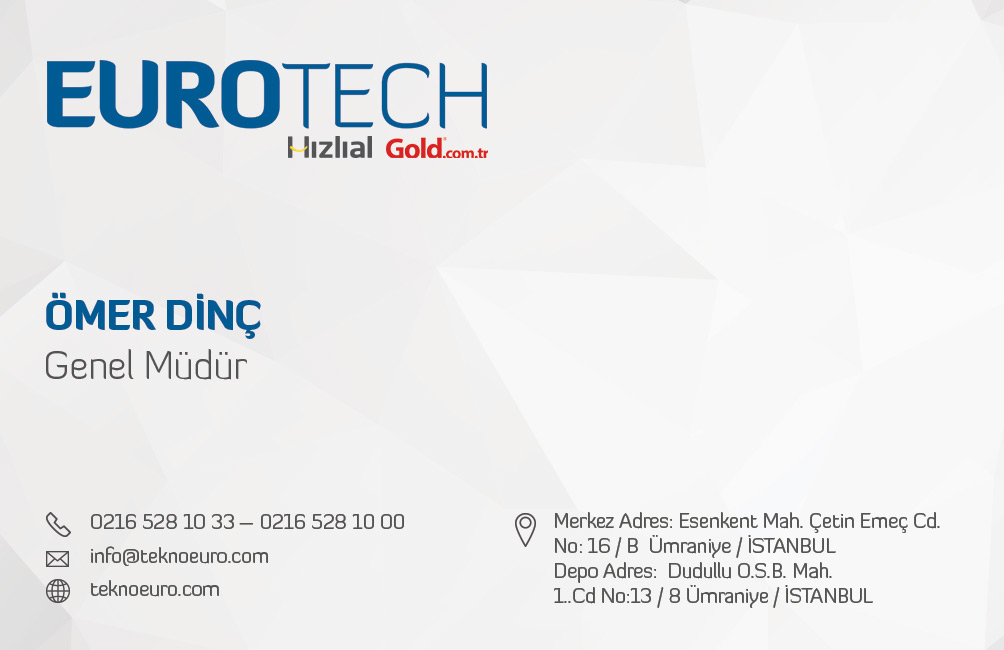 EUROTECH
Hızlıal Gold.com.tr
ÖMER DİNÇ
Genel Müdür
0216 528 10 33 – 0216 528 10 00
info@teknoeuro.com
teknoeuro.com
Merkez Adres: Esenkent Mah. Çetin Emeç Cd.
No: 16 / B Ümraniye / İSTANBUL
Depo Adres: Dudullu O.S.B. Mah.
1..Cd No:13 / 8 Ümraniye / İSTANBUL